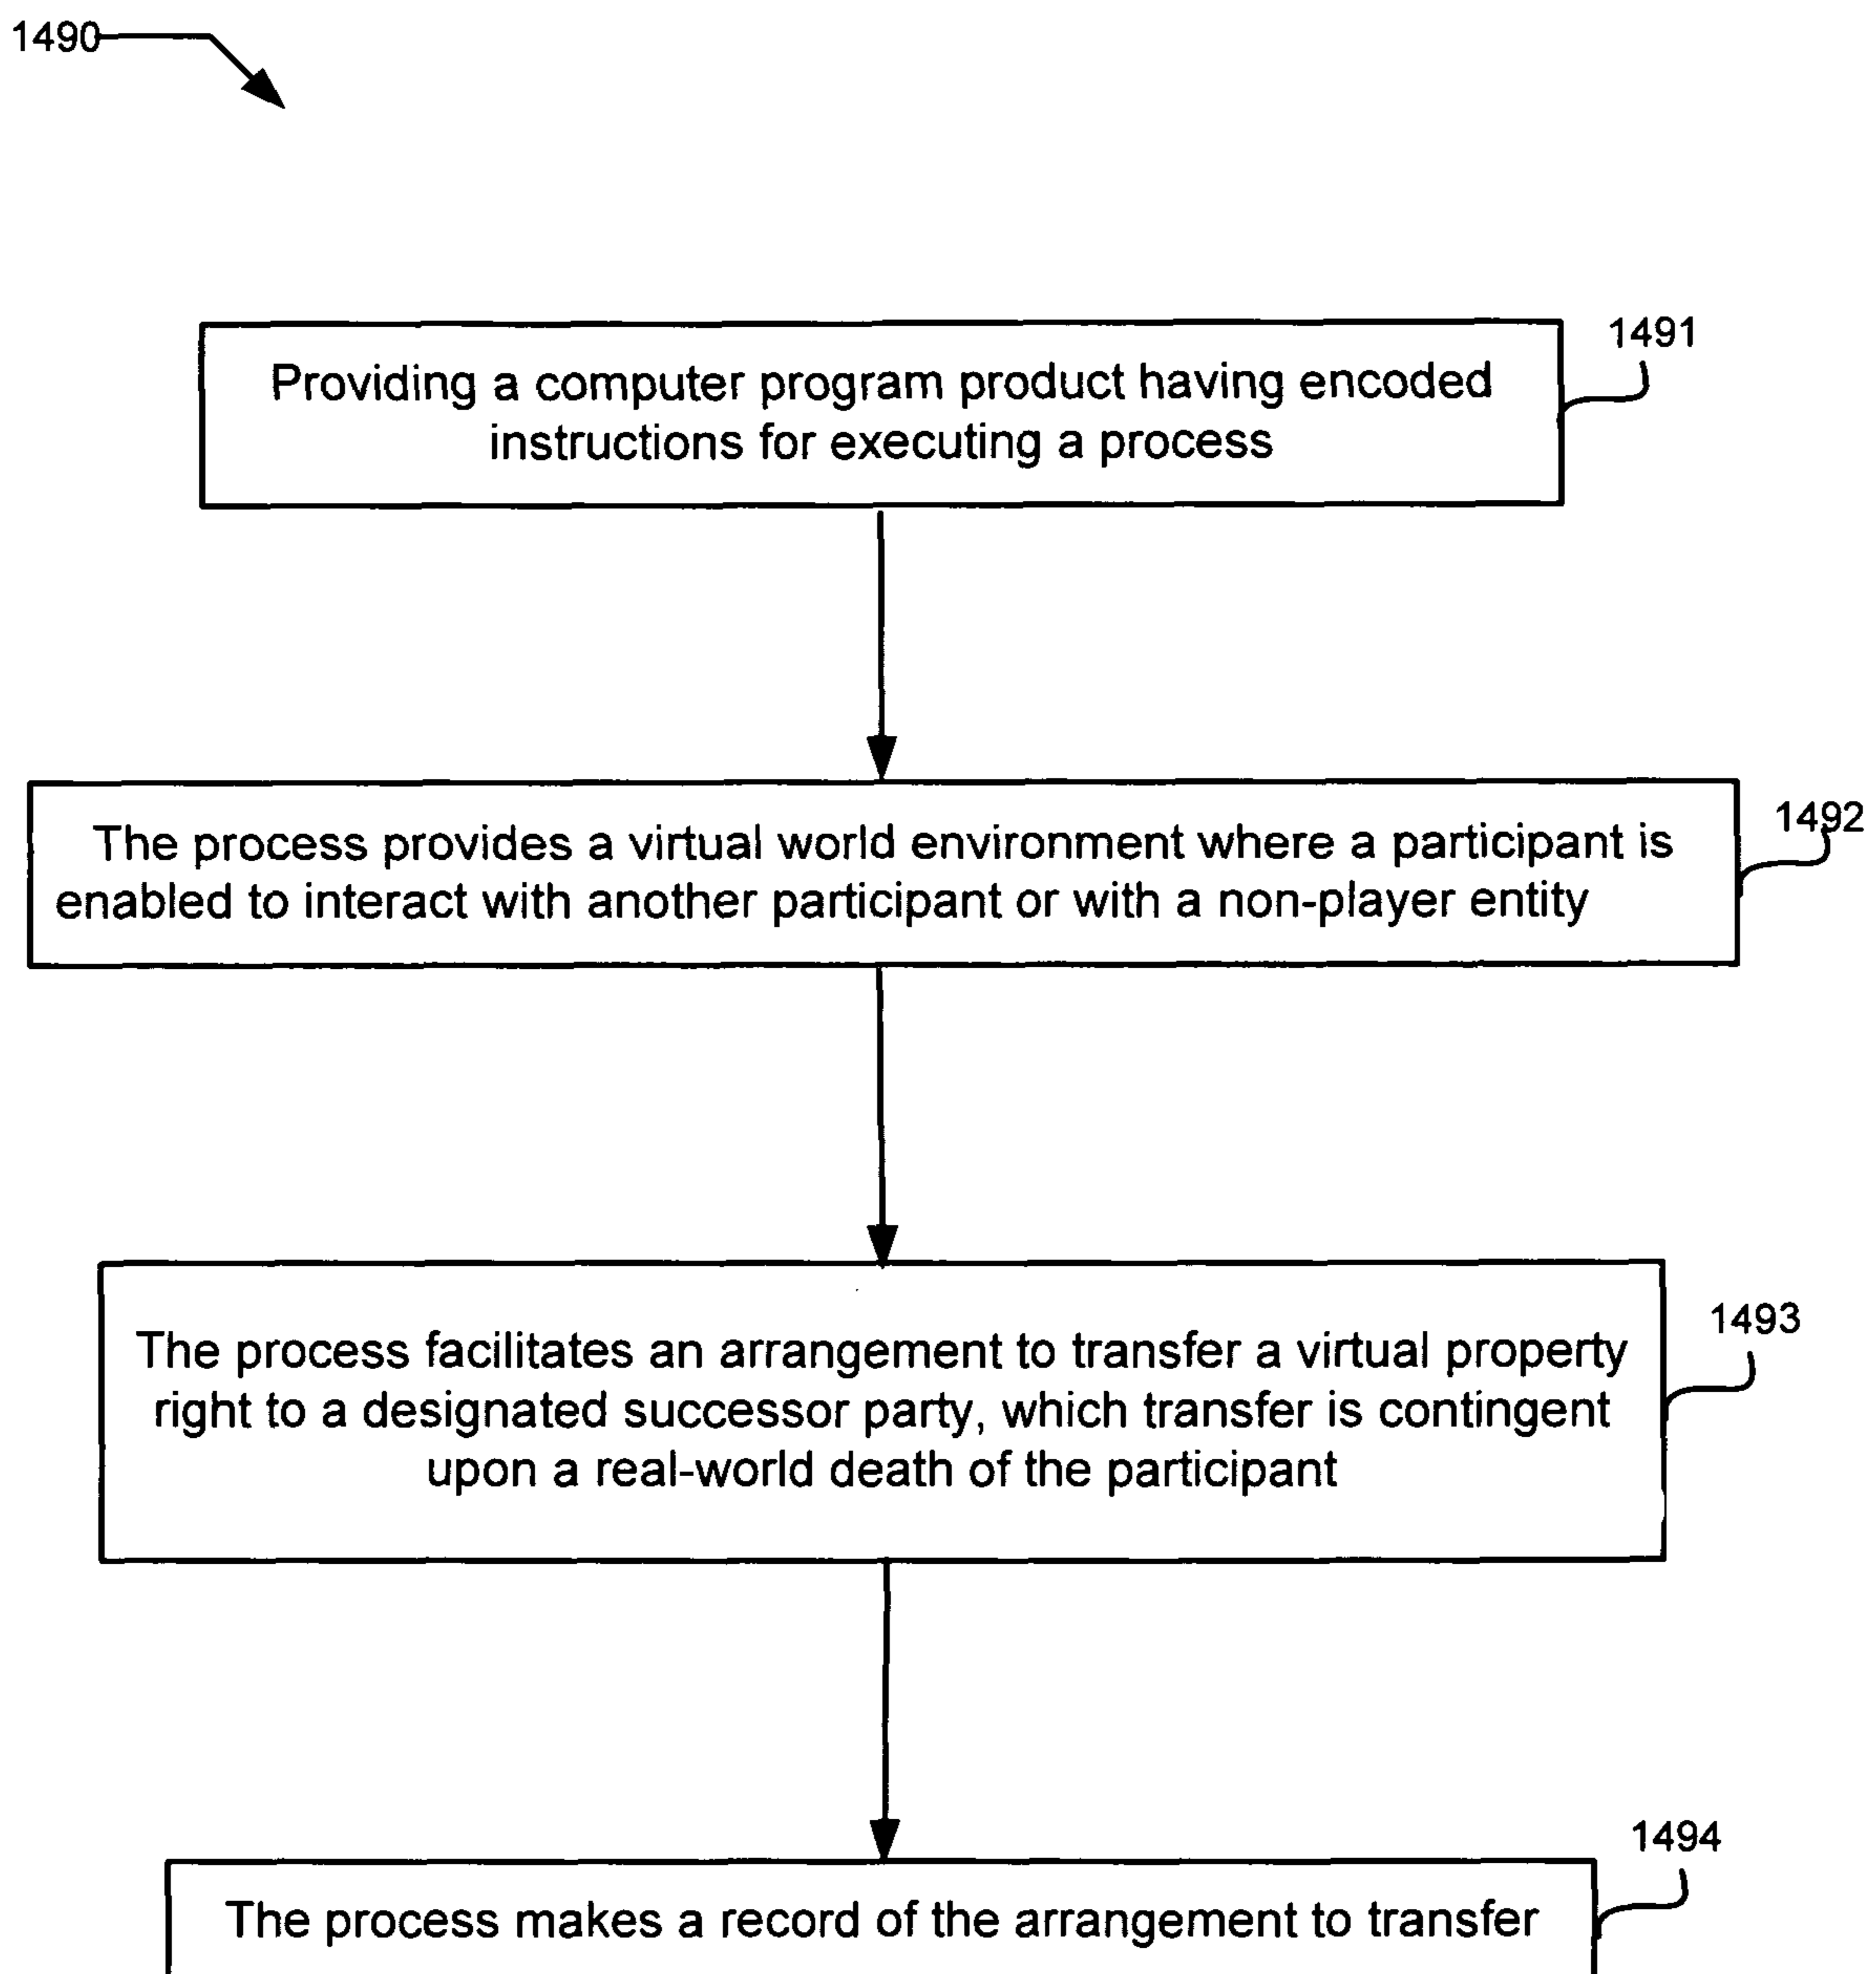 1490
1491
Providing a computer program product having encoded
instructions for executing a process
1492
The process provides a virtual world environment where a participant is
enabled to interact with another participant or with a non-player entity
1493
The process facilitates an arrangement to transfer a virtual property
right to a designated successor party, which transfer is contingent
upon a real-world death of the participant
1494
The process makes a record of the arrangement to transfer